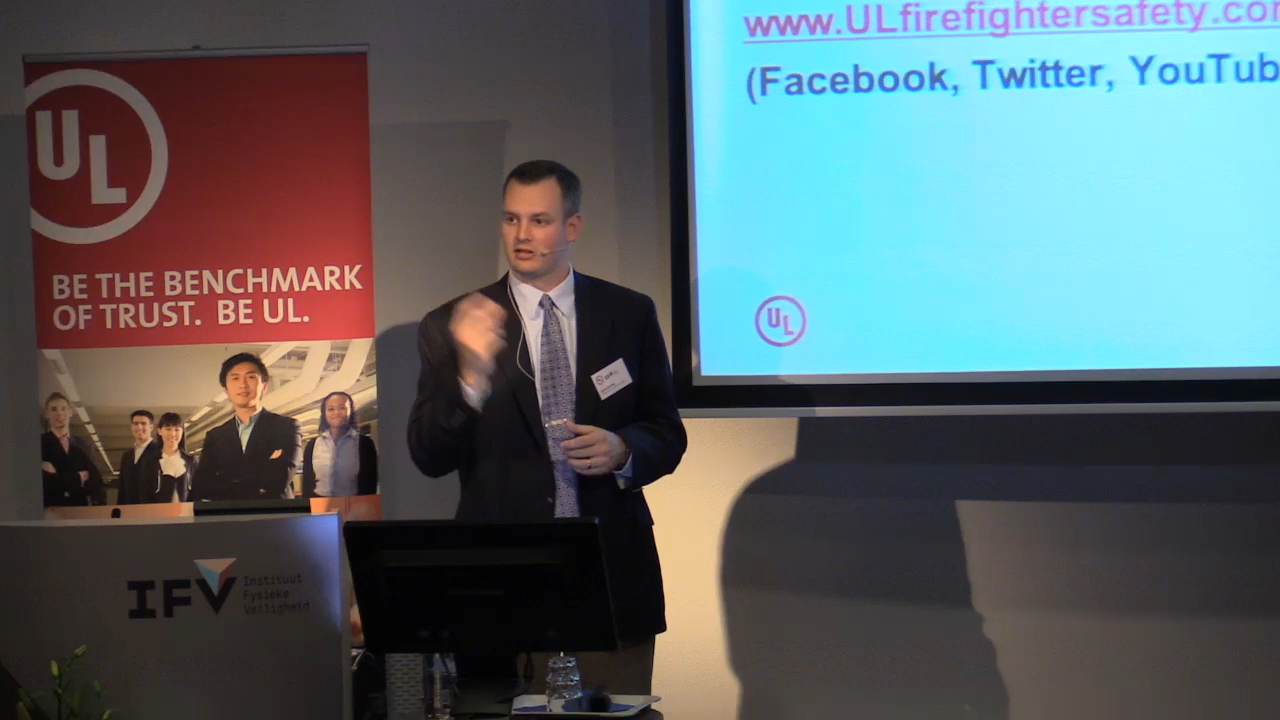 UL
BE THE BENCHMARK
OF TRUST. BE UL.
www.ULfirefightersafety.co
(Facebook, Twitter, YouTub
UL
IFV
Instituut
Fysieke
Veiligheid